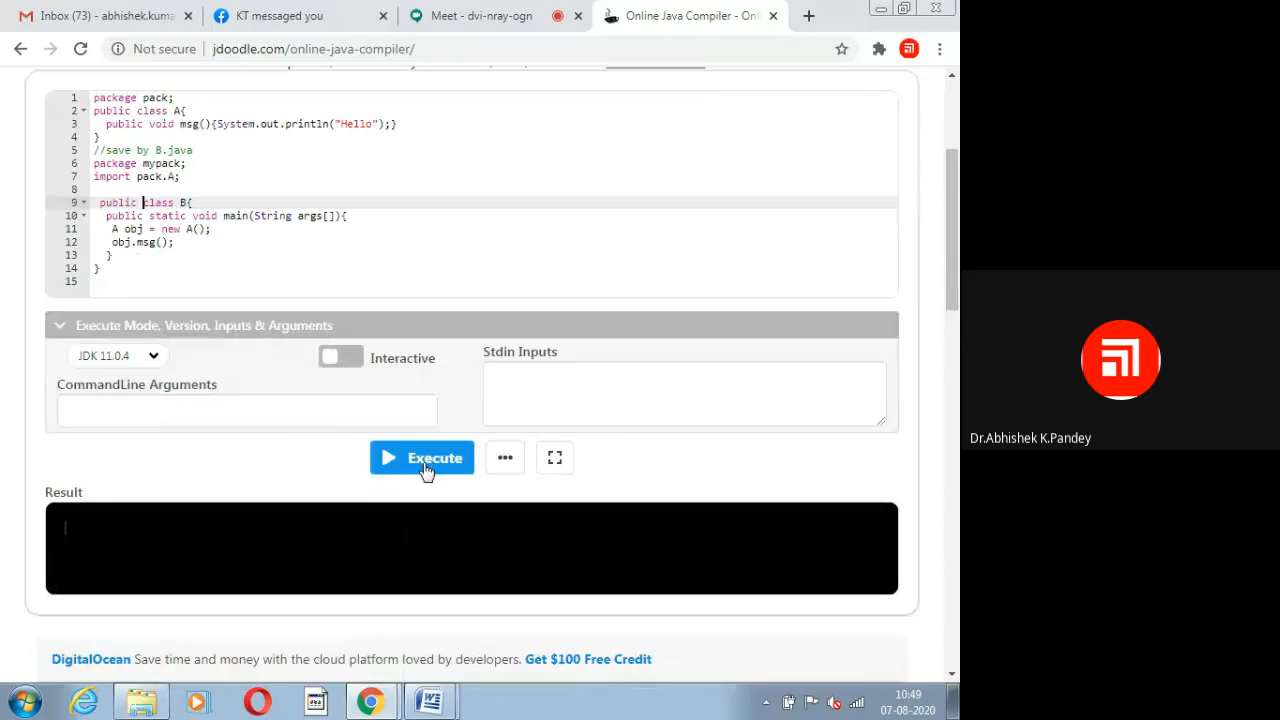 Inbox (73) - abhishek.kuma
KT messaged you
Meet - dvi-nray-ogn
Online Java Compiler - Onl
Not secure
jdoodle.com/online-java-compiler/
1 package pack;
2 public class A{
3 public void msg(){System.out.println("Hello");}
4 }
5 //save by B.java
6 package mypack;
7 import pack.A;
8
9 public class B{
10 public static void main(String args[]){
11 A obj = new A();
12 obj.msg();
13 }
14 }
15
Execute Mode, Version, Inputs & Arguments
JDK 11.0.4
Interactive
Stdin Inputs
CommandLine Arguments
Execute
Result
DigitalOcean Save time and money with the cloud platform loved by developers. Get $100 Free Credit
Dr.Abhishek K.Pandey
10:49
07-08-2020